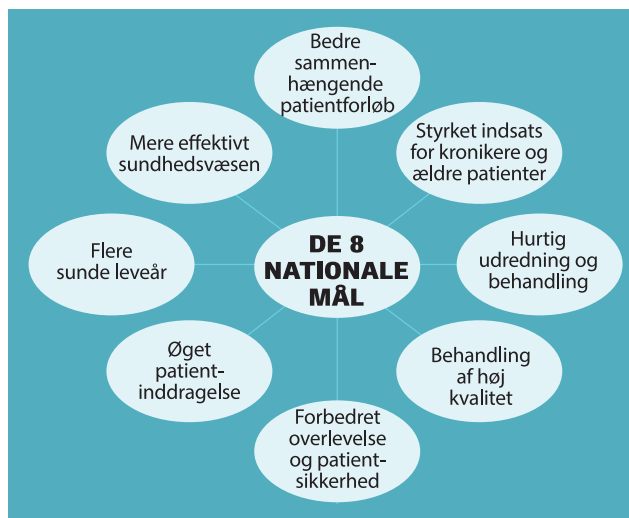 Bedre
sammen-
hængende
patientforløb
Styrket indsats
for kronikere og
ældre patienter
Hurtig
udredning og
behandling
Behandling
af høj
kvalitet
Forbedret
overlevelse
og patient-
sikkerhed
Øget
patient-
inddragelse
Flere
sunde leveår
Mere effektivt
sundhedsvæsen
DE 8
NATIONALE
MÅL